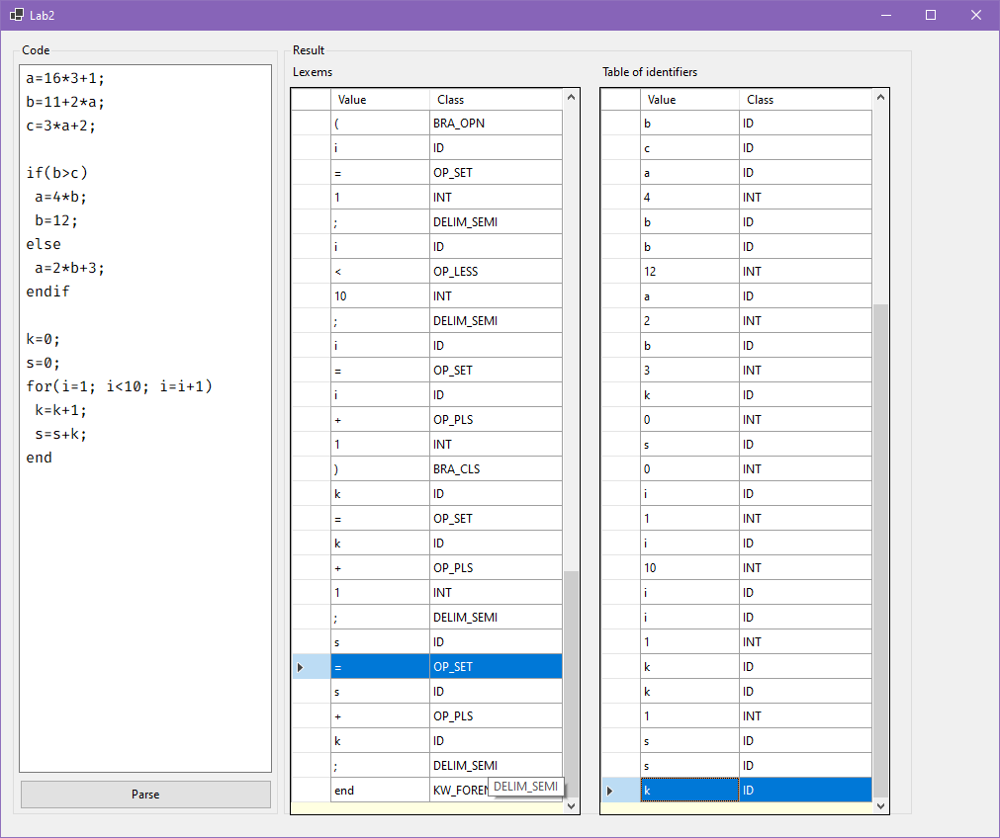 Lab2
Code
a=16*3+1;
b=11+2*a;
c=3*a+2;
if(b>c)
a=4*b;
b=12;
else
a=2*b+3;
endif
k=0;
s=0;
for(i=1; i<10; i=i+1)
k=k+1;
s=s+k;
end
Parse
Result
Lexems
Value Class
( BRA_OPN
i ID
= OP_SET
1 INT
; DELIM_SEMI
i ID
< OP_LESS
10 INT
; DELIM_SEMI
i ID
= OP_SET
i ID
+ OP_PLS
1 INT
) BRA_CLS
k ID
= OP_SET
k ID
+ OP_PLS
1 INT
; DELIM_SEMI
s ID
= OP_SET
s ID
+ OP_PLS
k ID
; DELIM_SEMI
end
DELIM_SEMI
Table of identifiers
Value Class
b ID
c ID
a ID
4 INT
b ID
b ID
12 INT
a ID
2 INT
b ID
3 INT
k ID
0 INT
s ID
0 INT
i ID
1 INT
i ID
10 INT
i ID
i ID
1 INT
k ID
k ID
1 INT
s ID
s ID
k ID